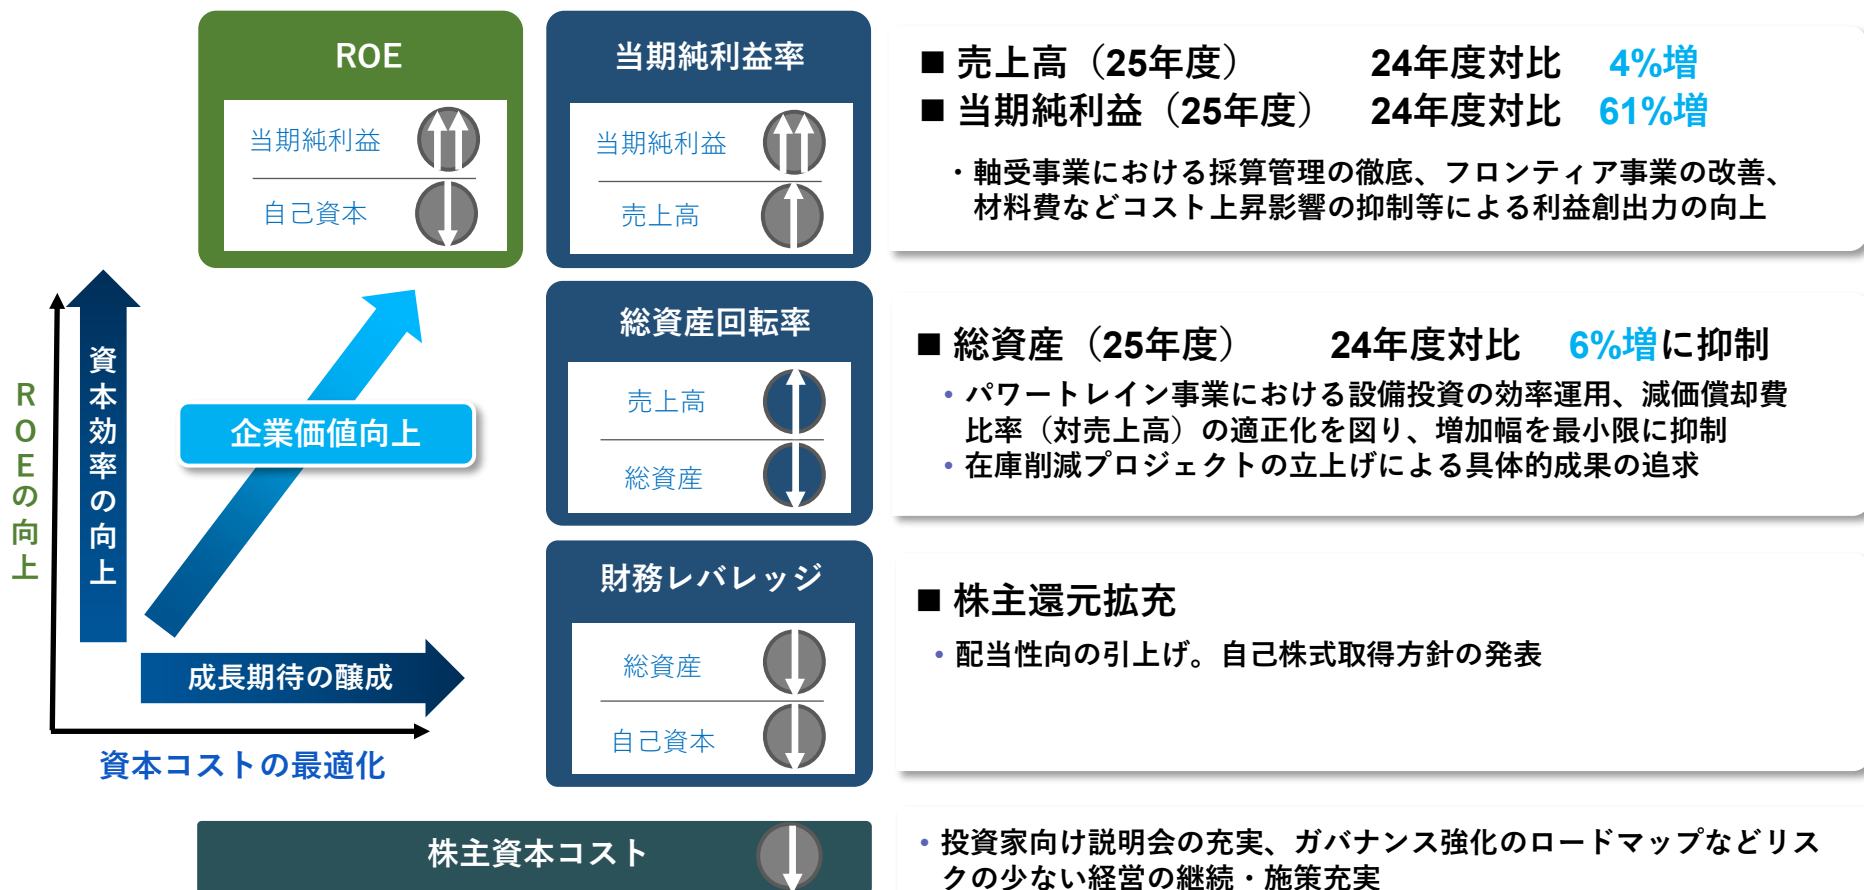 ROE
当期純利益
自己資本
当期純利益率
当期純利益
売上高
■ 売上高（25年度） 24年度対比 4%増
■ 当期純利益（25年度） 24年度対比 61%増
・軸受事業における採算管理の徹底、フロンティア事業の改善、
材料費などコスト上昇影響の抑制等による利益創出力の向上
ROEの向上
資本効率の向上
企業価値向上
成長期待の醸成
資本コストの最適化
総資産回転率
売上高
総資産
■ 総資産（25年度） 24年度対比 6%増に抑制
• パワートレイン事業における設備投資の効率運用、減価償却費
比率（対売上高）の適正化を図り、増加幅を最小限に抑制
• 在庫削減プロジェクトの立上げによる具体的成果の追求
財務レバレッジ
総資産
自己資本
■ 株主還元拡充
• 配当性向の引上げ。自己株式取得方針の発表
株主資本コスト
• 投資家向け説明会の充実、ガバナンス強化のロードマップなどリス
クの少ない経営の継続・施策充実